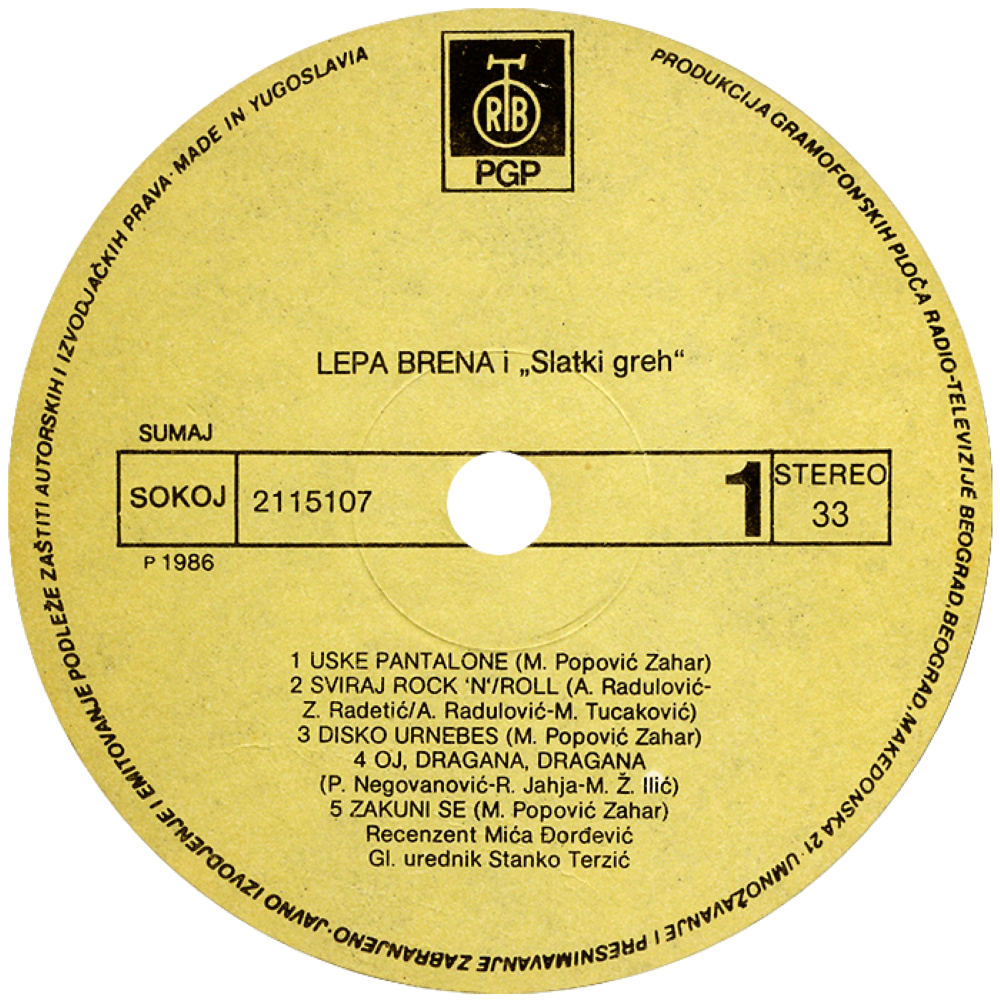 RTB
PGP
PRODUKCIJA GRAMOFONSKIH PLOČA RADIO-TELEVIZIJE BEOGRAD, BEOGRAD, MAKEDONSKA 21 · UMNOŽAVANJE I PRESNIMAVANJE ZABRANJENO · JAVNO IZVODJENJE I EMITOVANJE PODLEŽE ZAŠTITI AUTORSKIH I IZVODJAČKIH PRAVA · MADE IN YUGOSLAVIA
LEPA BRENA i „Slatki greh“
SUMAJ
SOKOJ 2115107 1 STEREO
33
P 1986
1 USKE PANTALONE (M. Popović Zahar)
2 SVIRAJ ROCK ‘N‘/ROLL (A. Radulović-
Z. Radetić/A. Radulović-M. Tucaković)
3 DISKO URNEBES (M. Popović Zahar)
4 OJ, DRAGANA, DRAGANA
(P. Negovanović-R. Jahja-M. Ž. Ilić)
5 ZAKUNI SE (M. Popović Zahar)
Recenzent Mića Đorđević
Gl. urednik Stanko Terzić